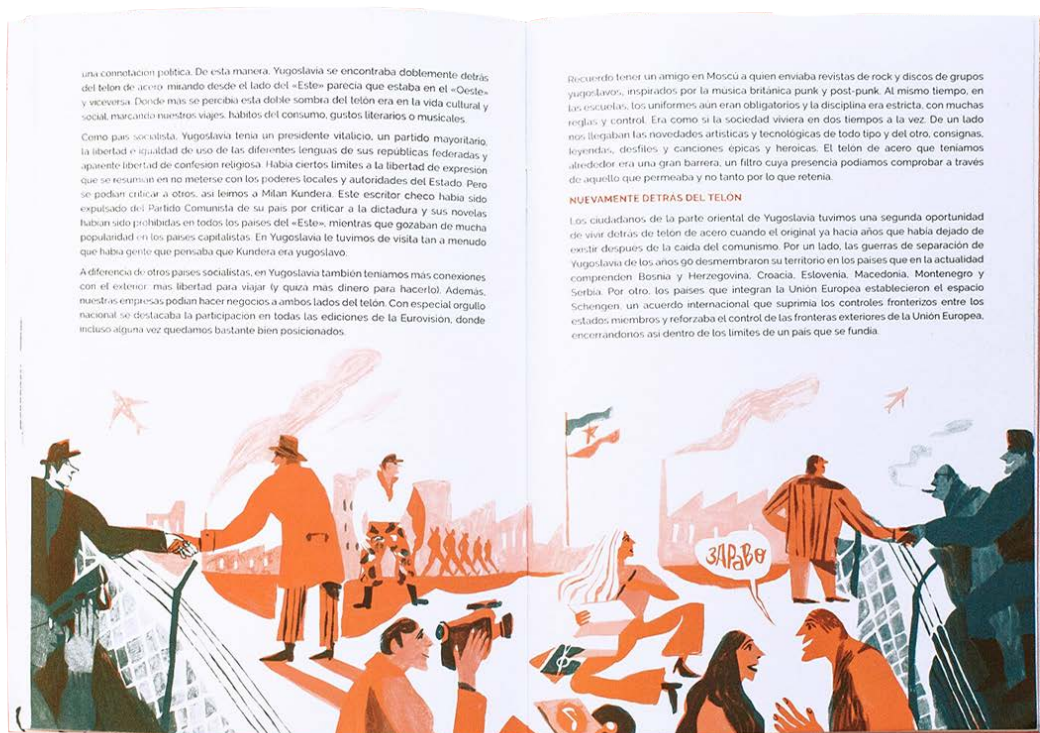 una connotación política. De esta manera, Yugoslavia se encontraba doblemente detrás
del telón de acero: mirando desde el lado del «Este» parecía que estaba en el «Oeste»
y viceversa. Donde más se percibía esta doble sombra del telón era en la vida cultural y
social, marcando nuestros viajes, hábitos del consumo, gustos literarios o musicales.
Como país socialista, Yugoslavia tenía un presidente vitalicio, un partido mayoritario,
la libertad e igualdad de uso de las diferentes lenguas de sus repúblicas federadas y
aparente libertad de confesión religiosa. Había ciertos límites a la libertad de expresión
que se resumían en no meterse con los poderes locales y autoridades del Estado. Pero
se podían criticar a otros, así leímos a Milan Kundera. Este escritor checo había sido
expulsado del Partido Comunista de su país por criticar a la dictadura y sus novelas
habían sido prohibidas en todos los países del «Este», mientras que gozaban de mucha
popularidad en los países capitalistas. En Yugoslavia le tuvimos de visita tan a menudo
que había gente que pensaba que Kundera era yugoslavo.
A diferencia de otros países socialistas, en Yugoslavia también teníamos más conexiones
con el exterior, más libertad para viajar (y quizá más dinero para hacerlo). Además,
nuestras empresas podían hacer negocios a ambos lados del telón. Con especial orgullo
nacional se destacaba la participación en todas las ediciones de la Eurovisión, donde
incluso alguna vez quedamos bastante bien posicionados.
Recuerdo tener un amigo en Moscú a quien enviaba revistas de rock y discos de grupos
yugoslavos, inspirados por la música británica punk y post-punk. Al mismo tiempo, en
las escuelas, los uniformes aún eran obligatorios y la disciplina era estricta, con muchas
reglas y control. Era como si la sociedad viviera en dos tiempos a la vez. De un lado
nos llegaban las novedades artísticas y tecnológicas de todo tipo y del otro, consignas,
leyendas, desfiles y canciones épicas y heroicas. El telón de acero que teníamos
alrededor era una gran barrera, un filtro cuya presencia podíamos comprobar a través
de aquello que permeaba y no tanto por lo que retenía.
NUEVAMENTE DETRÁS DEL TELÓN
Los ciudadanos de la parte oriental de Yugoslavia tuvimos una segunda oportunidad
de vivir detrás de telón de acero cuando el original ya hacía años que había dejado de
existir después de la caída del comunismo. Por un lado, las guerras de separación de
Yugoslavia de los años 90 desmembraron su territorio en los países que en la actualidad
comprenden Bosnia y Herzegovina, Croacia, Eslovenia, Macedonia, Montenegro y
Serbia. Por otro, los países que integran la Unión Europea establecieron el espacio
Schengen, un acuerdo internacional que suprimía los controles fronterizos entre los
estados miembros y reforzaba el control de las fronteras exteriores de la Unión Europea,
encerrándonos así dentro de los límites de un país que se fundía.
ЗАРаВО